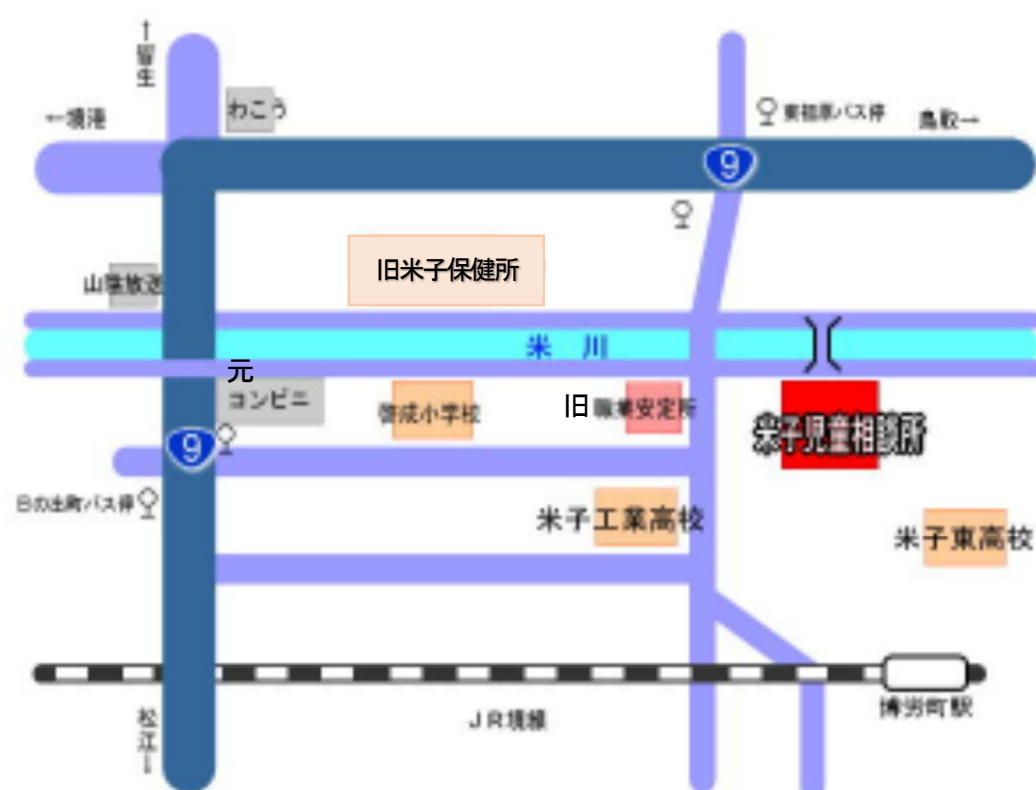 ↑皆生
わこう
←境港
東福原バス停
鳥取→
9
旧米子保健所
山陰放送
米　川
元
コンビニ
啓成小学校
旧職業安定所
米子児童相談所
9
日の出町バス停
米子工業高校
米子東高校
松江↓
JR境線
博労町駅